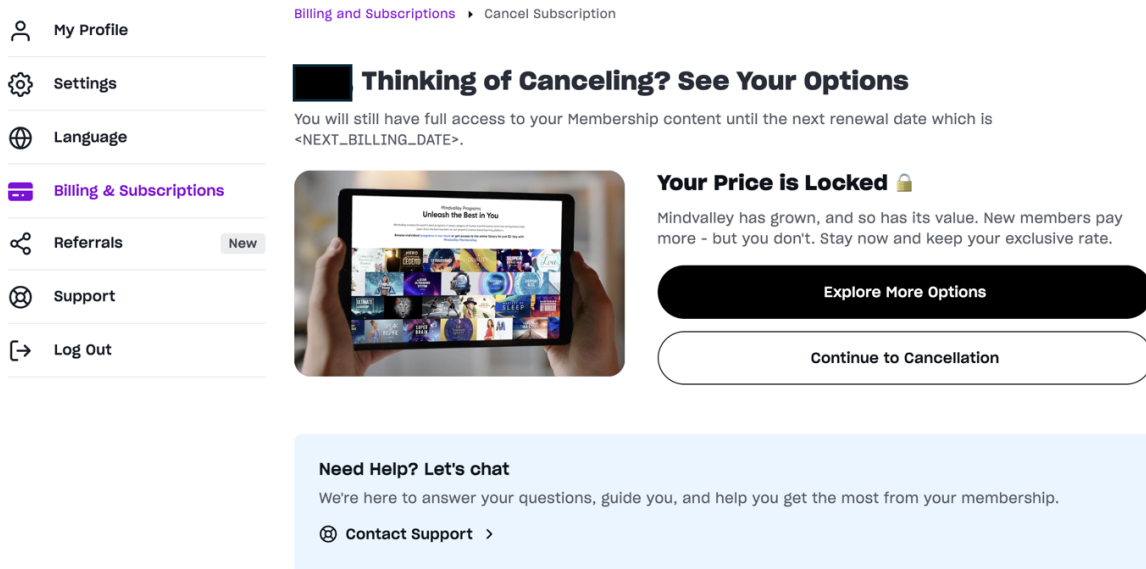 Billing and Subscriptions ▸ Cancel Subscription
My Profile
Settings
Language
Billing & Subscriptions
Referrals New
Support
Log Out
Thinking of Canceling? See Your Options
You will still have full access to your Membership content until the next renewal date which is
<NEXT_BILLING_DATE>.
Mindvalley Programs
Unleash the Best in You
Your Price is Locked 🔒
Mindvalley has grown, and so has its value. New members pay
more - but you don't. Stay now and keep your exclusive rate.
Explore More Options
Continue to Cancellation
Need Help? Let's chat
We're here to answer your questions, guide you, and help you get the most from your membership.
Contact Support